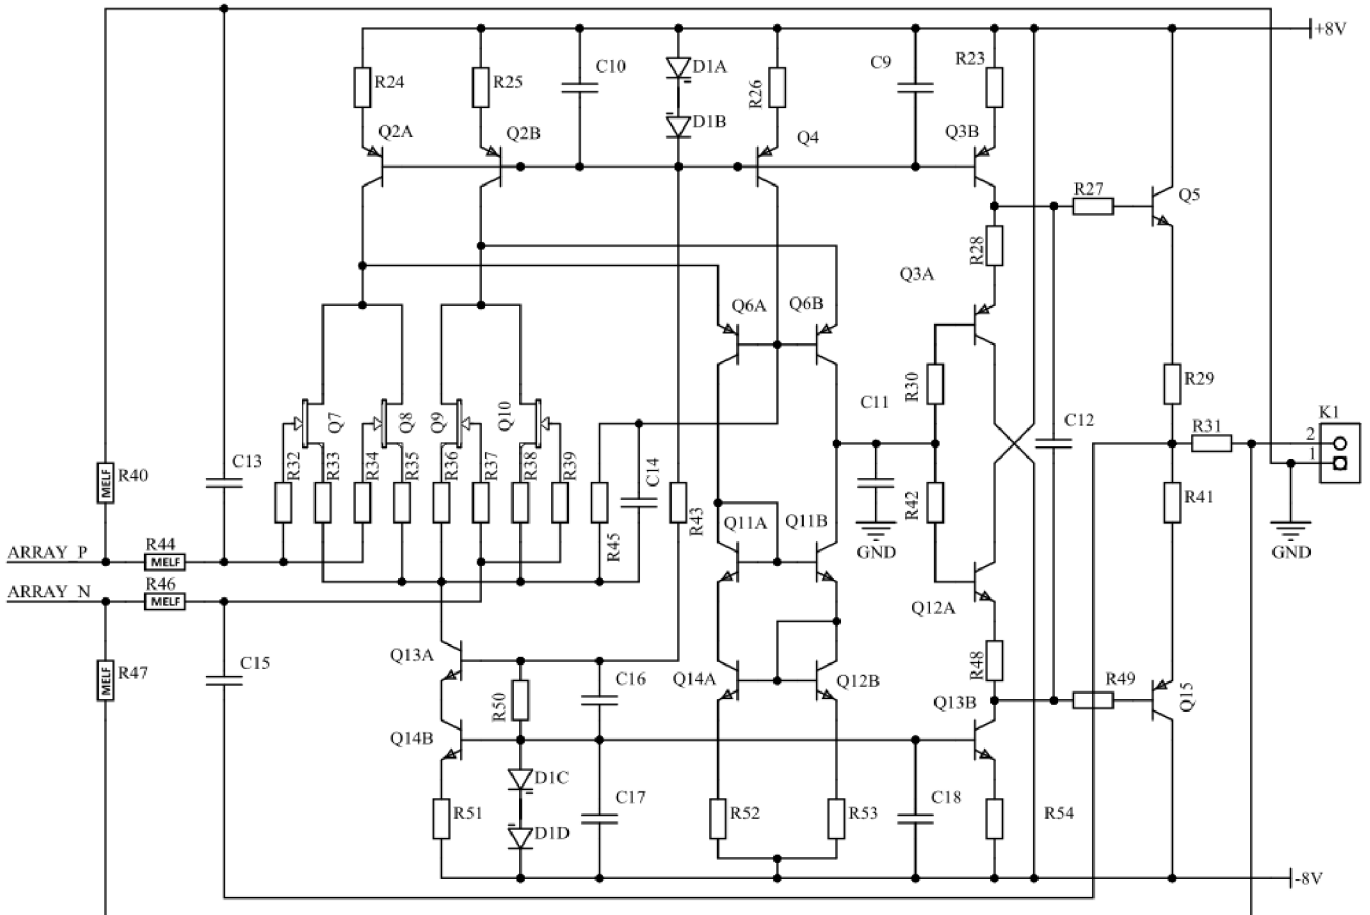 +8V
R24
R25
C10
D1A
R26
C9
R23
Q2A
Q2B
D1B
Q4
Q3B
R27
Q5
R28
Q3A
Q6A
Q6B
R30
C11
R29
K1
Q7
Q8
Q9
Q10
R31
2
1
C12
R40
MELF
C13
R32
R33
R34
R35
R36
R37
R38
R39
C14
R42
R41
R45
R43
Q11A
Q11B
GND
GND
ARRAY_P
R44
MELF
ARRAY_N
R46
MELF
Q12A
R47
MELF
C15
Q13A
R50
C16
Q14A
Q12B
R48
R49
Q15
Q13B
Q14B
D1C
C17
R51
D1D
R52
R53
C18
R54
-8V